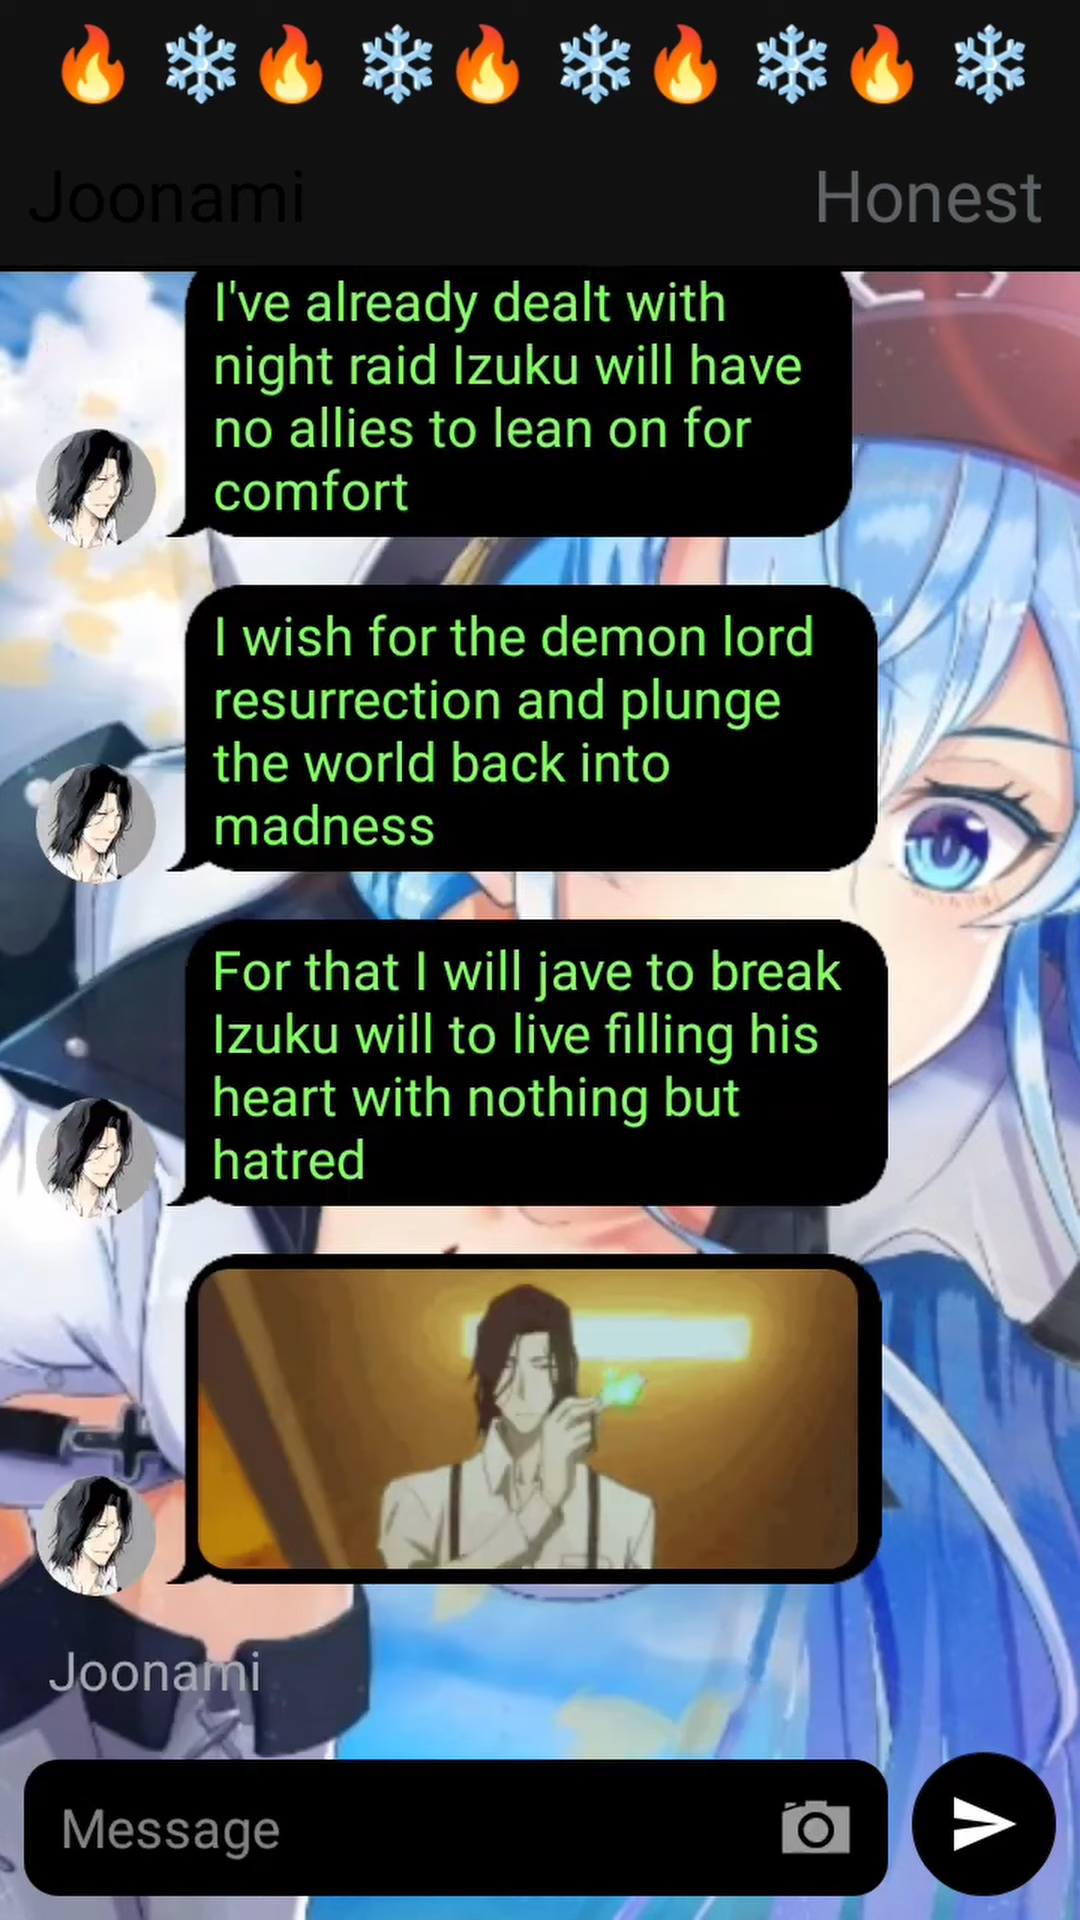 🔥 ❄️🔥 ❄️🔥 ❄️🔥 ❄️🔥 ❄️
Joonami
Honest
I've already dealt with
night raid Izuku will have
no allies to lean on for
comfort
I wish for the demon lord
resurrection and plunge
the world back into
madness
For that I will jave to break
Izuku will to live filling his
heart with nothing but
hatred
Joonami
Message